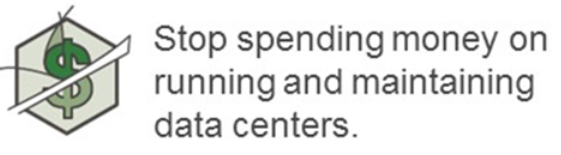 Stop spending money on
running and maintaining
data centers.